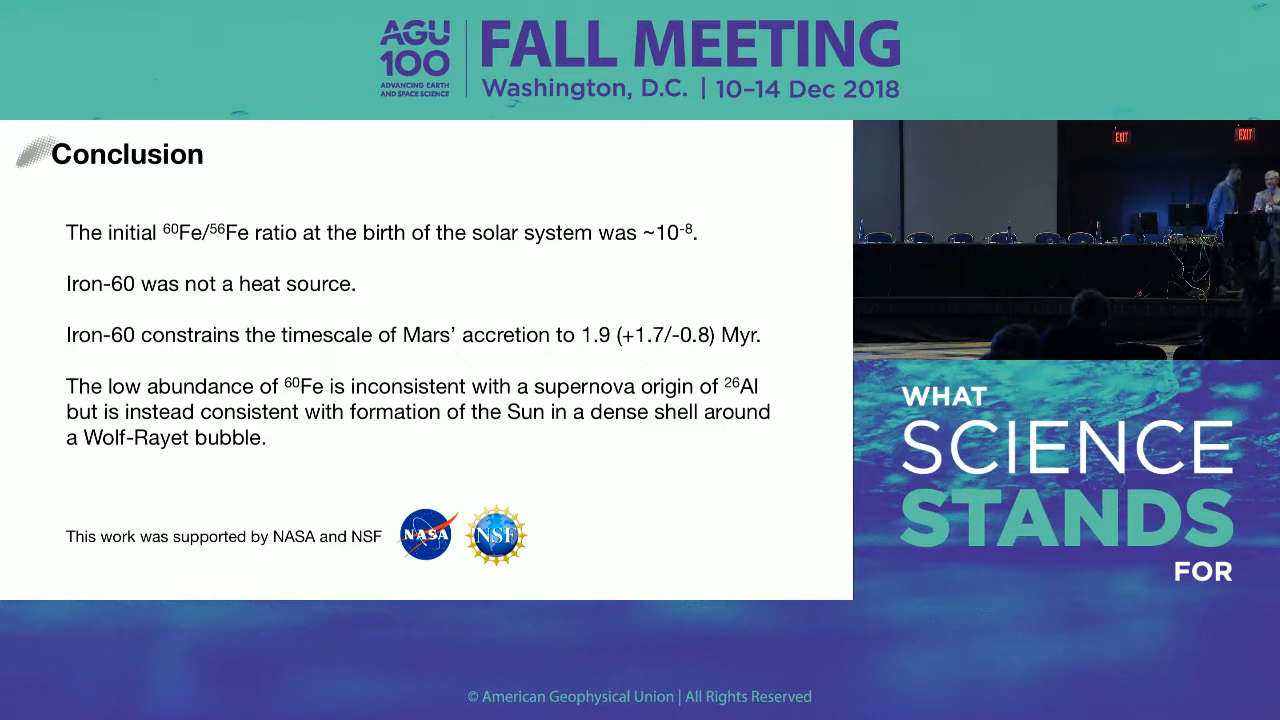 AGU
100
ADVANCING EARTH
AND SPACE SCIENCE
FALL MEETING
Washington, D.C. | 10–14 Dec 2018
Conclusion
The initial ⁶⁰Fe/⁵⁶Fe ratio at the birth of the solar system was ~10⁻⁸.
Iron-60 was not a heat source.
Iron-60 constrains the timescale of Mars’ accretion to 1.9 (+1.7/-0.8) Myr.
The low abundance of ⁶⁰Fe is inconsistent with a supernova origin of ²⁶Al
but is instead consistent with formation of the Sun in a dense shell around
a Wolf-Rayet bubble.
This work was supported by NASA and NSF
NASA
NSF
EXIT
EXIT
WHAT
SCIENCE
STANDS
FOR
© American Geophysical Union | All Rights Reserved